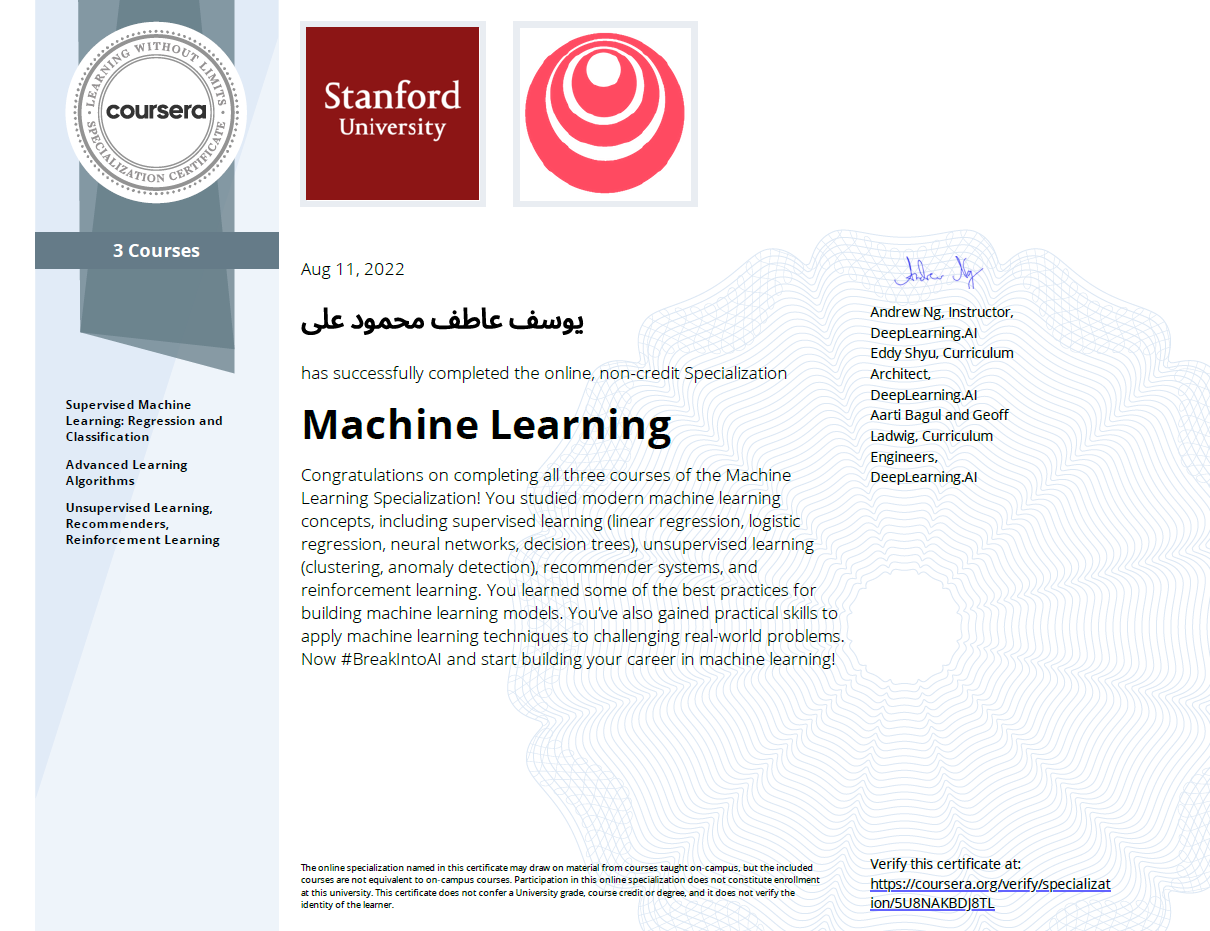 LEARNING WITHOUT LIMITS
coursera
SPECIALIZATION CERTIFICATE
3 Courses
Supervised Machine
Learning: Regression and
Classification
Advanced Learning
Algorithms
Unsupervised Learning,
Recommenders,
Reinforcement Learning
Stanford
University
Aug 11, 2022
يوسف عاطف محمود على
has successfully completed the online, non-credit Specialization
Machine Learning
Congratulations on completing all three courses of the Machine
Learning Specialization! You studied modern machine learning
concepts, including supervised learning (linear regression, logistic
regression, neural networks, decision trees), unsupervised learning
(clustering, anomaly detection), recommender systems, and
reinforcement learning. You learned some of the best practices for
building machine learning models. You’ve also gained practical skills to
apply machine learning techniques to challenging real-world problems.
Now #BreakIntoAI and start building your career in machine learning!
Andrew Ng
Andrew Ng, Instructor,
DeepLearning.AI
Eddy Shyu, Curriculum
Architect,
DeepLearning.AI
Aarti Bagul and Geoff
Ladwig, Curriculum
Engineers,
DeepLearning.AI
The online specialization named in this certificate may draw on material from courses taught on-campus, but the included
courses are not equivalent to on-campus courses. Participation in this online specialization does not constitute enrollment
at this university. This certificate does not confer a University grade, course credit or degree, and it does not verify the
identity of the learner.
Verify this certificate at:
https://coursera.org/verify/specializat
ion/5U8NAKBDJ8TL